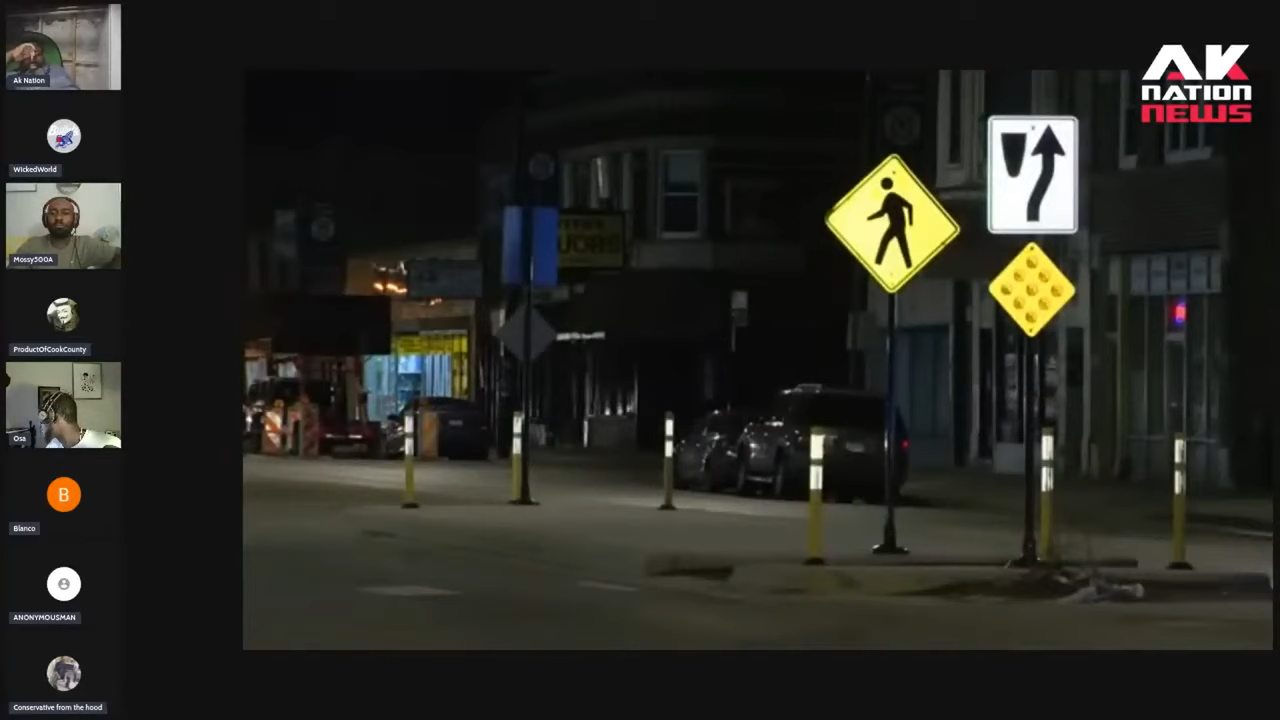 Ak Nation
WIckedWorld
Mossy500A
ProductOfCookCounty
Osa
B
Blanco
ANONYMOUSMAN
Conservative from the hood
AK
NATION
NEWS